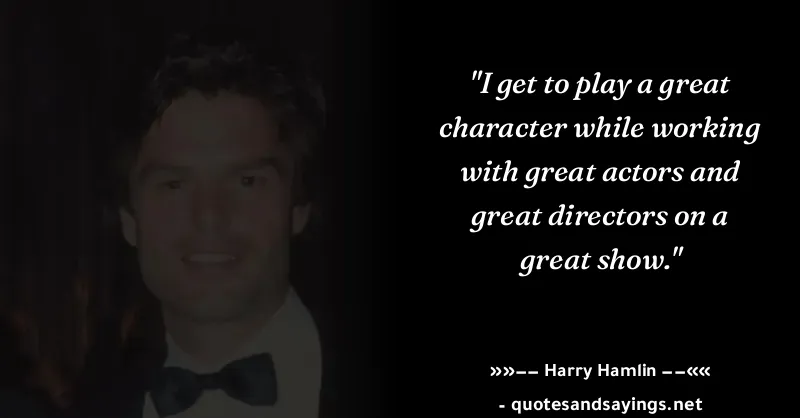 "I get to play a great
character while working
with great actors and
great directors on a
great show."
»»−− Harry Hamlin −−««
- quotesandsayings.net